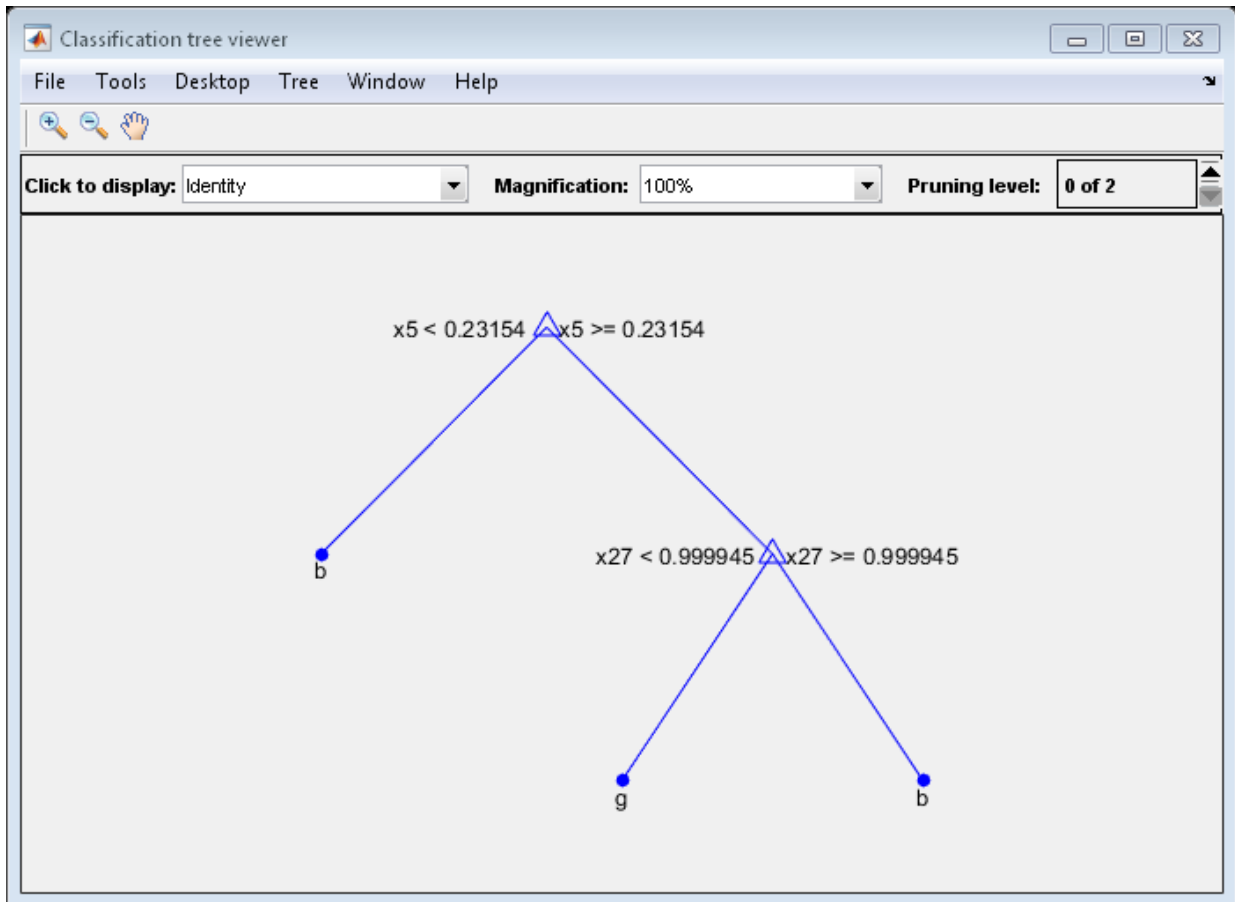 Classification tree viewer
File Tools Desktop Tree Window Help
Click to display: Identity Magnification: 100% Pruning level: 0 of 2
x5 < 0.23154 x5 >= 0.23154
b
x27 < 0.999945 x27 >= 0.999945
g b